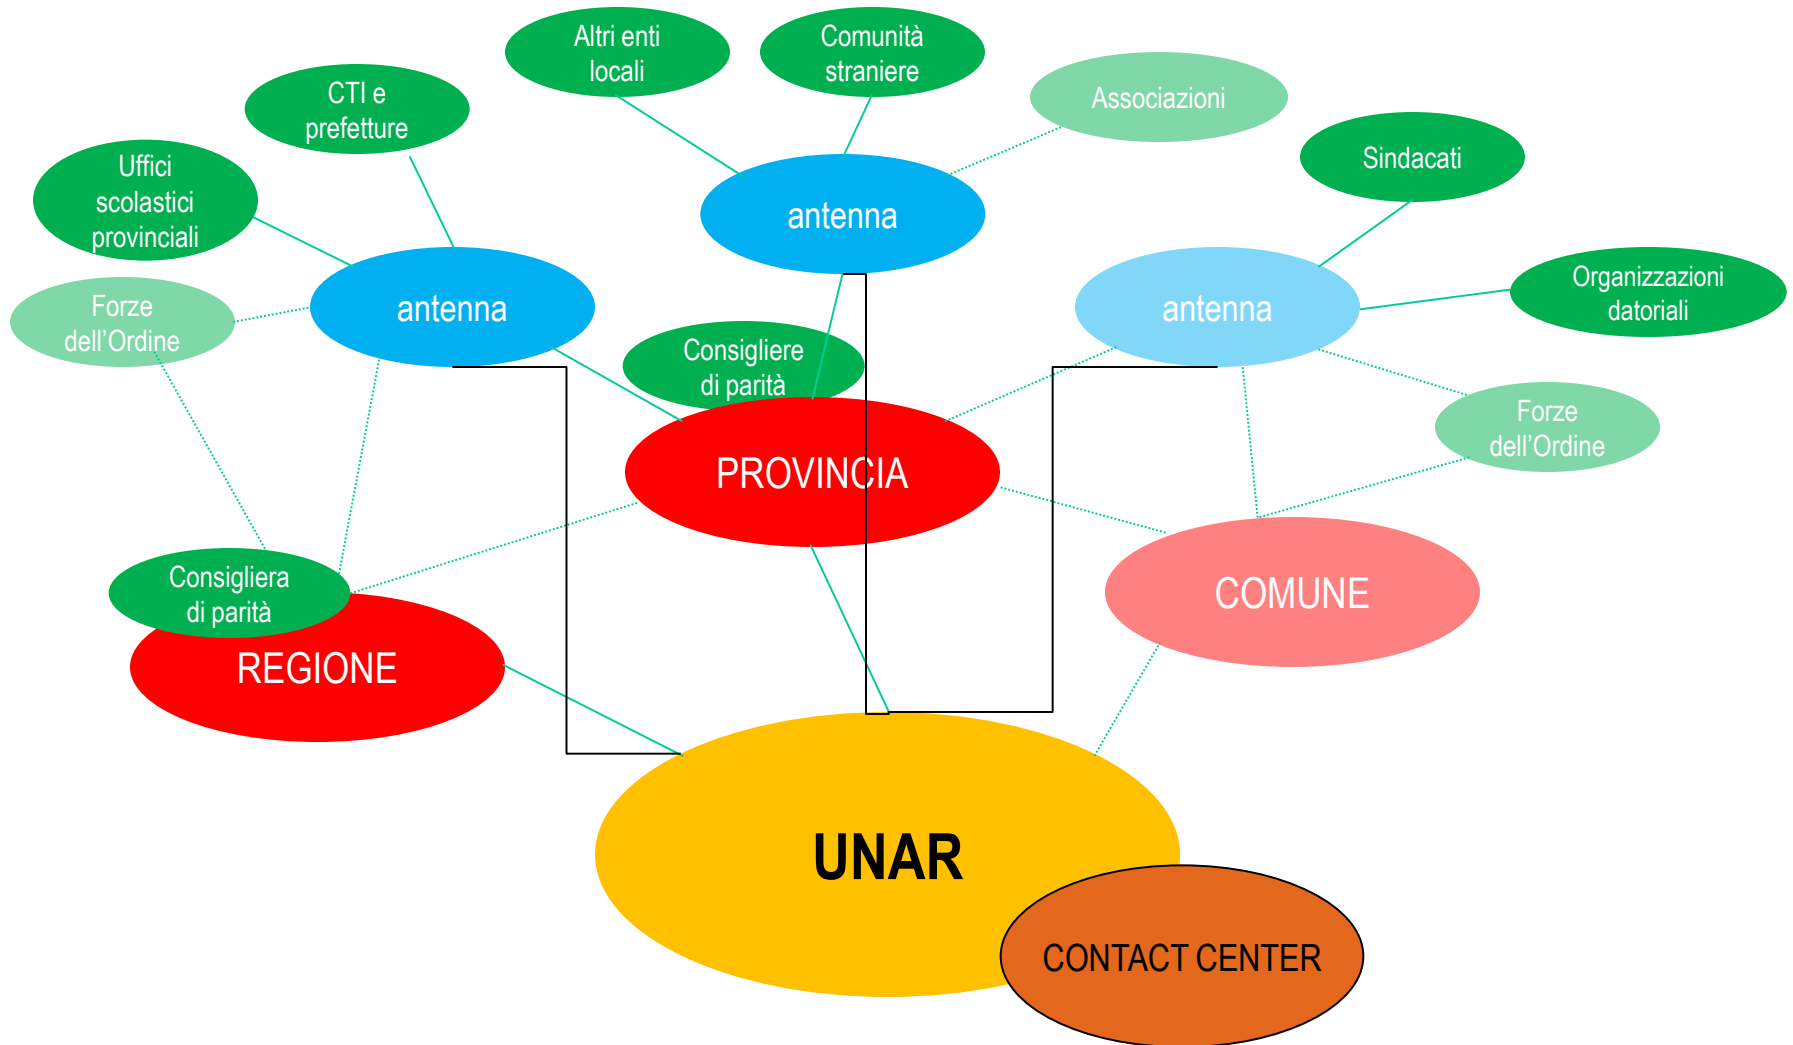 Altri enti
locali
Comunità
straniere
Associazioni
CTI e
prefetture
Sindacati
Uffici
scolastici
provinciali
antenna
Organizzazioni
datoriali
Forze
dell’Ordine
antenna
antenna
Consigliere
di parità
Forze
dell’Ordine
PROVINCIA
Consigliera
di parità
COMUNE
REGIONE
UNAR
CONTACT CENTER